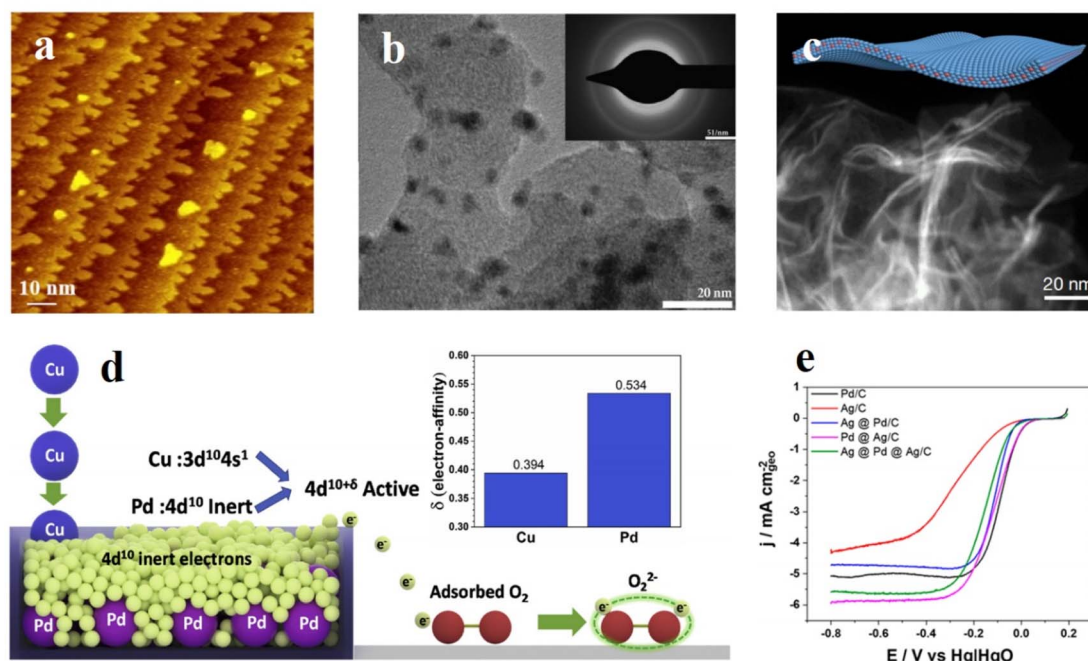 a
10 nm
b
51/nm
20 nm
c
20 nm
d
Cu
Cu
Cu
Cu :3d¹⁰4s¹
Pd :4d¹⁰ Inert
4d¹⁰⁺ᵟ Active
4d¹⁰ inert electrons
Pd Pd Pd Pd Pd
e⁻
e⁻
e⁻
e⁻
Adsorbed O₂
O₂²⁻
e⁻ e⁻
δ (electron-affinity)
0.60
0.55
0.50
0.45
0.40
0.35
0.30
0.394
0.534
Cu Pd
e
Pd/C
Ag/C
Ag @ Pd/C
Pd @ Ag/C
Ag @ Pd @ Ag/C
j / mA cm⁻²geo
1
0
-1
-2
-3
-4
-5
-6
-0.8 -0.6 -0.4 -0.2 0.0 0.2
E / V vs Hg|HgO